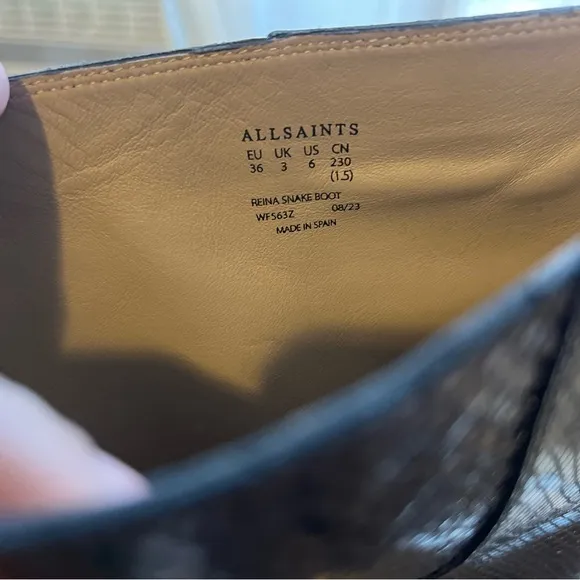 ALLSAINTS
EU UK US CN
36 3 6 230
(1.5)
REINA SNAKE BOOT
WF563Z 08/23
MADE IN SPAIN